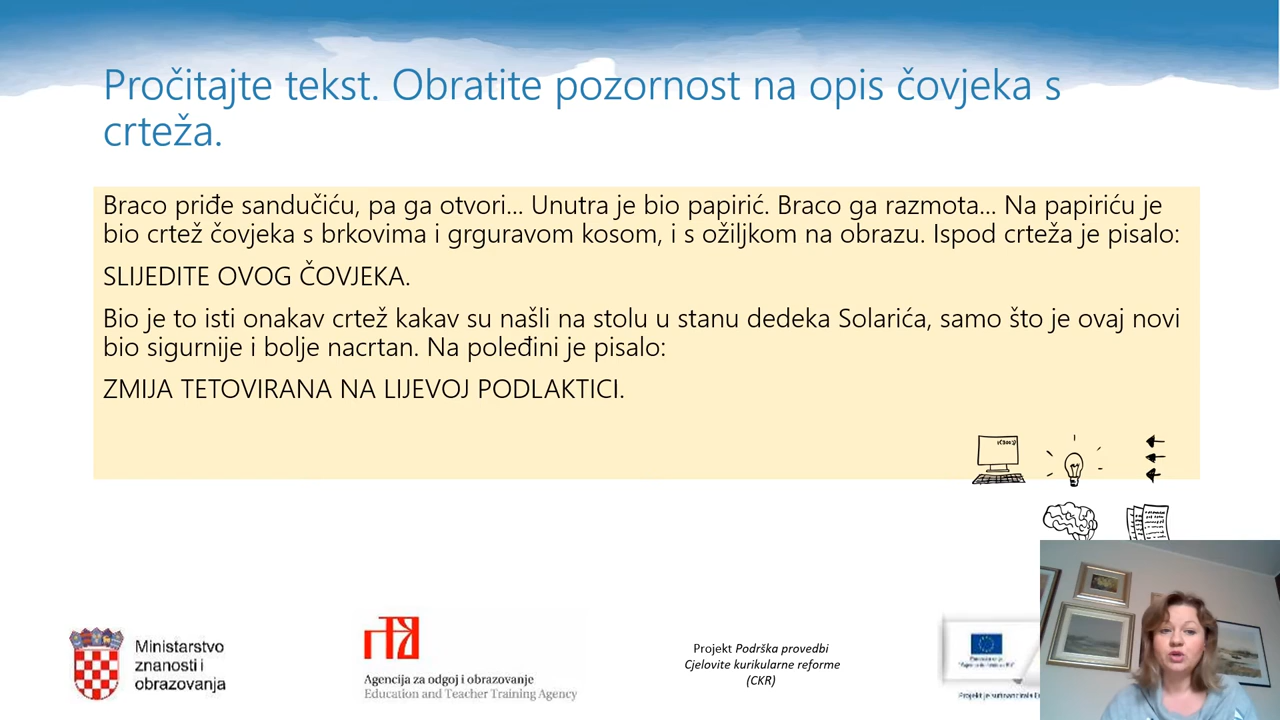 Pročitajte tekst. Obratite pozornost na opis čovjeka s
crteža.
Braco priđe sandučiću, pa ga otvori... Unutra je bio papirić. Braco ga razmota... Na papiriću je
bio crtež čovjeka s brkovima i grguravom kosom, i s ožiljkom na obrazu. Ispod crteža je pisalo:
SLIJEDITE OVOG ČOVJEKA.
Bio je to isti onakav crtež kakav su našli na stolu u stanu dedeka Solarića, samo što je ovaj novi
bio sigurnije i bolje nacrtan. Na poleđini je pisalo:
ZMIJA TETOVIRANA NA LIJEVOJ PODLAKTICI.
Ministarstvo
znanosti i
obrazovanja
Agencija za odgoj i obrazovanje
Education and Teacher Training Agency
Projekt Podrška provedbi
Cjelovite kurikularne reforme
(CKR)
Projekt je sufinancirala